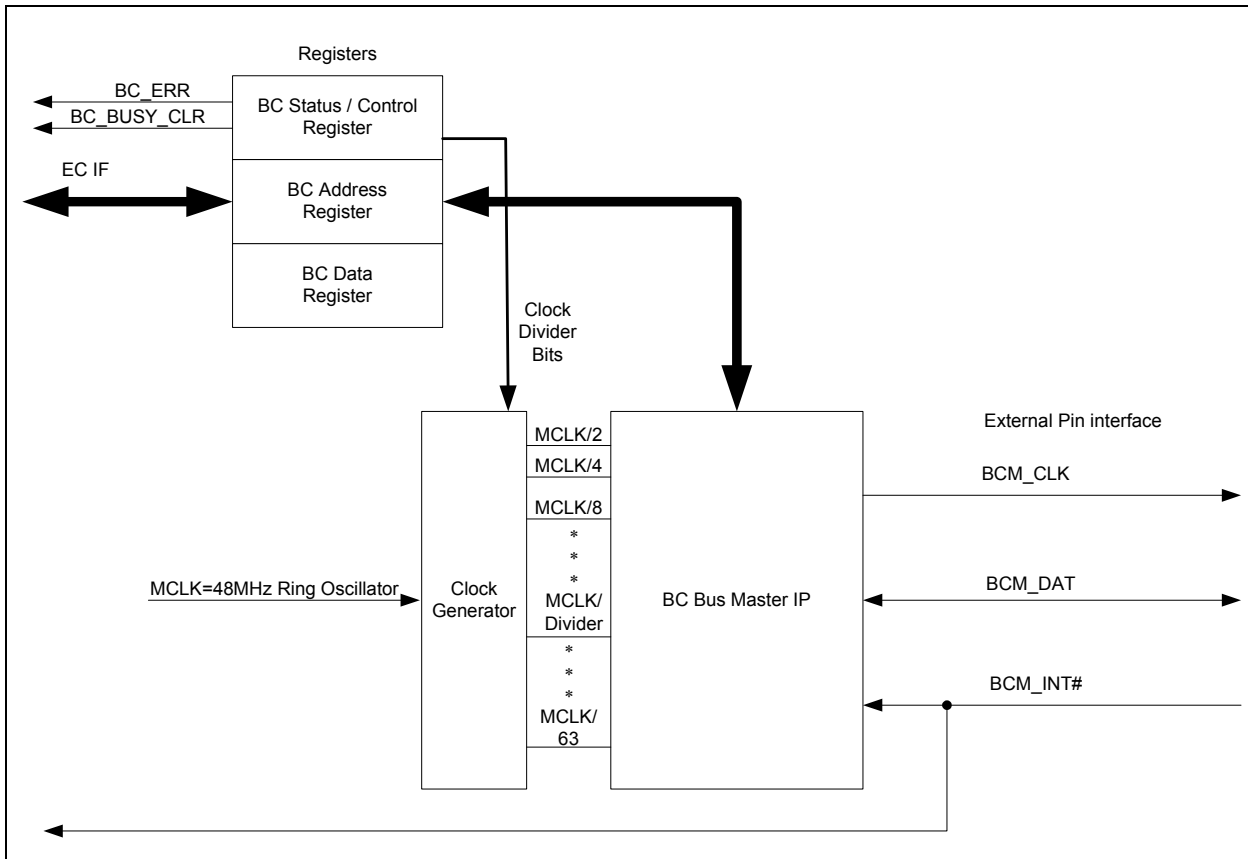 Registers
BC_ERR
BC_BUSY_CLR
BC Status / Control
Register
EC IF
BC Address
Register
BC Data
Register
Clock
Divider
Bits
MCLK/2
MCLK/4
MCLK/8
*
*
*
MCLK/
Divider
*
*
*
MCLK/
63
MCLK=48MHz Ring Oscillator
Clock
Generator
BC Bus Master IP
External Pin interface
BCM_CLK
BCM_DAT
BCM_INT#